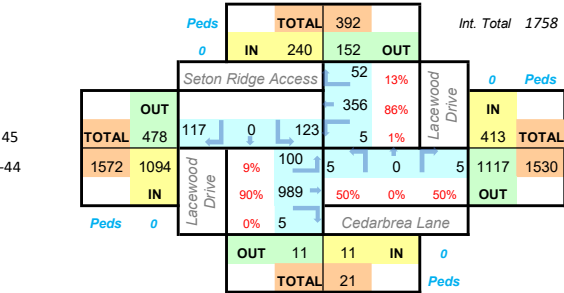 Peds TOTAL 392 Int. Total 1758
0 IN 240 152 OUT
Seton Ridge Access 52 13% Lacewood Drive 0 Peds
OUT 356 86% IN
45 TOTAL 478 117 0 123 5 1% 413 TOTAL
-44 1572 1094 Lacewood Drive 9% 100 5 0 5 1117 1530
IN 90% 989 50% 0% 50% OUT
Peds 0 0% 5 Cedarbrea Lane
OUT 11 11 IN 0
TOTAL 21 Peds